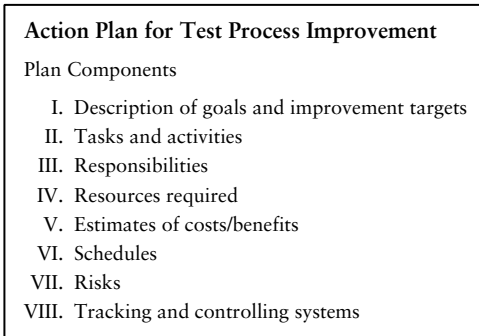 Action Plan for Test Process Improvement
Plan Components
I. Description of goals and improvement targets
II. Tasks and activities
III. Responsibilities
IV. Resources required
V. Estimates of costs/benefits
VI. Schedules
VII. Risks
VIII. Tracking and controlling systems